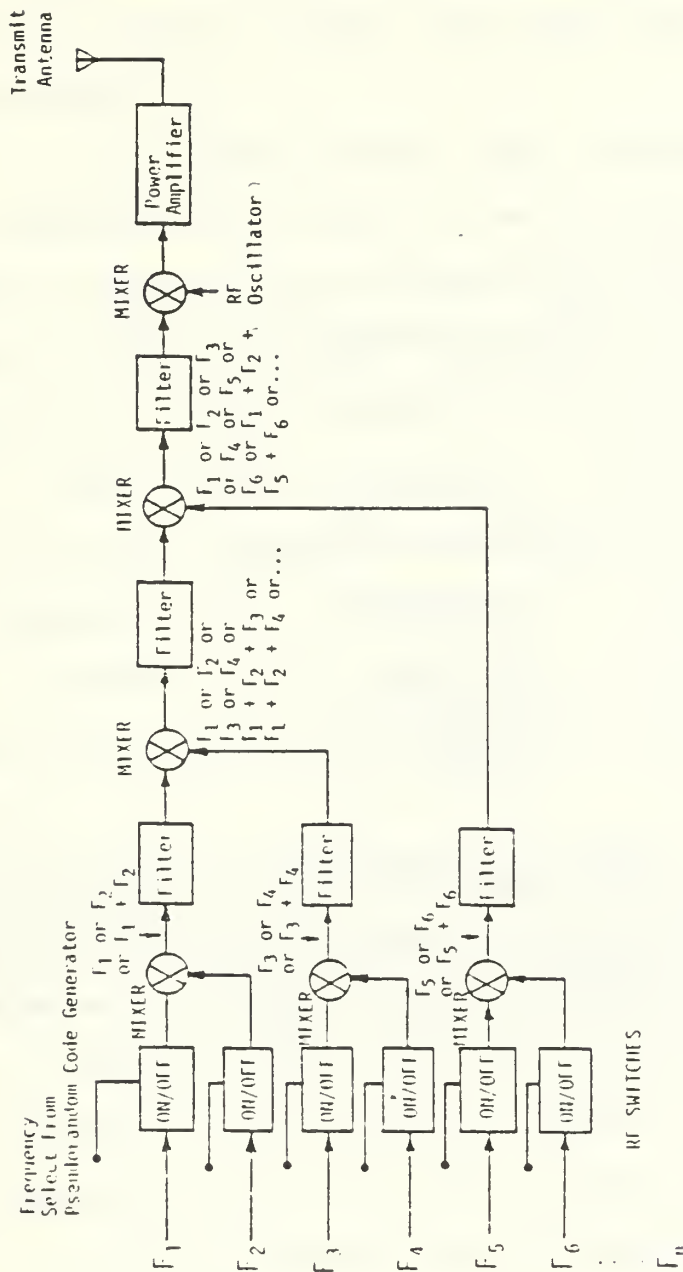 Frequency
Select from
Pseudorandom Code Generator
F1
F2
F3
F4
F5
F6
Fn
ON/OFF
ON/OFF
ON/OFF
ON/OFF
ON/OFF
ON/OFF
RF SWITCHES
MIXER
MIXER
MIXER
F1 or F2
or F1 + F2
F3 or F4
or F3 + F4
F5 or F6
or F5 + F6
Filter
Filter
Filter
MIXER
F1 or F2 or
F3 or F4 or
F1 + F2 + F3 or
F1 + F2 + F4 or...
Filter
MIXER
F1 or F2 or F3
or F4 or F5 or
F6 or F1 + F2 +
F5 + F6 or...
Filter
MIXER
RF
Oscillator
Power
Amplifier
Transmit
Antenna